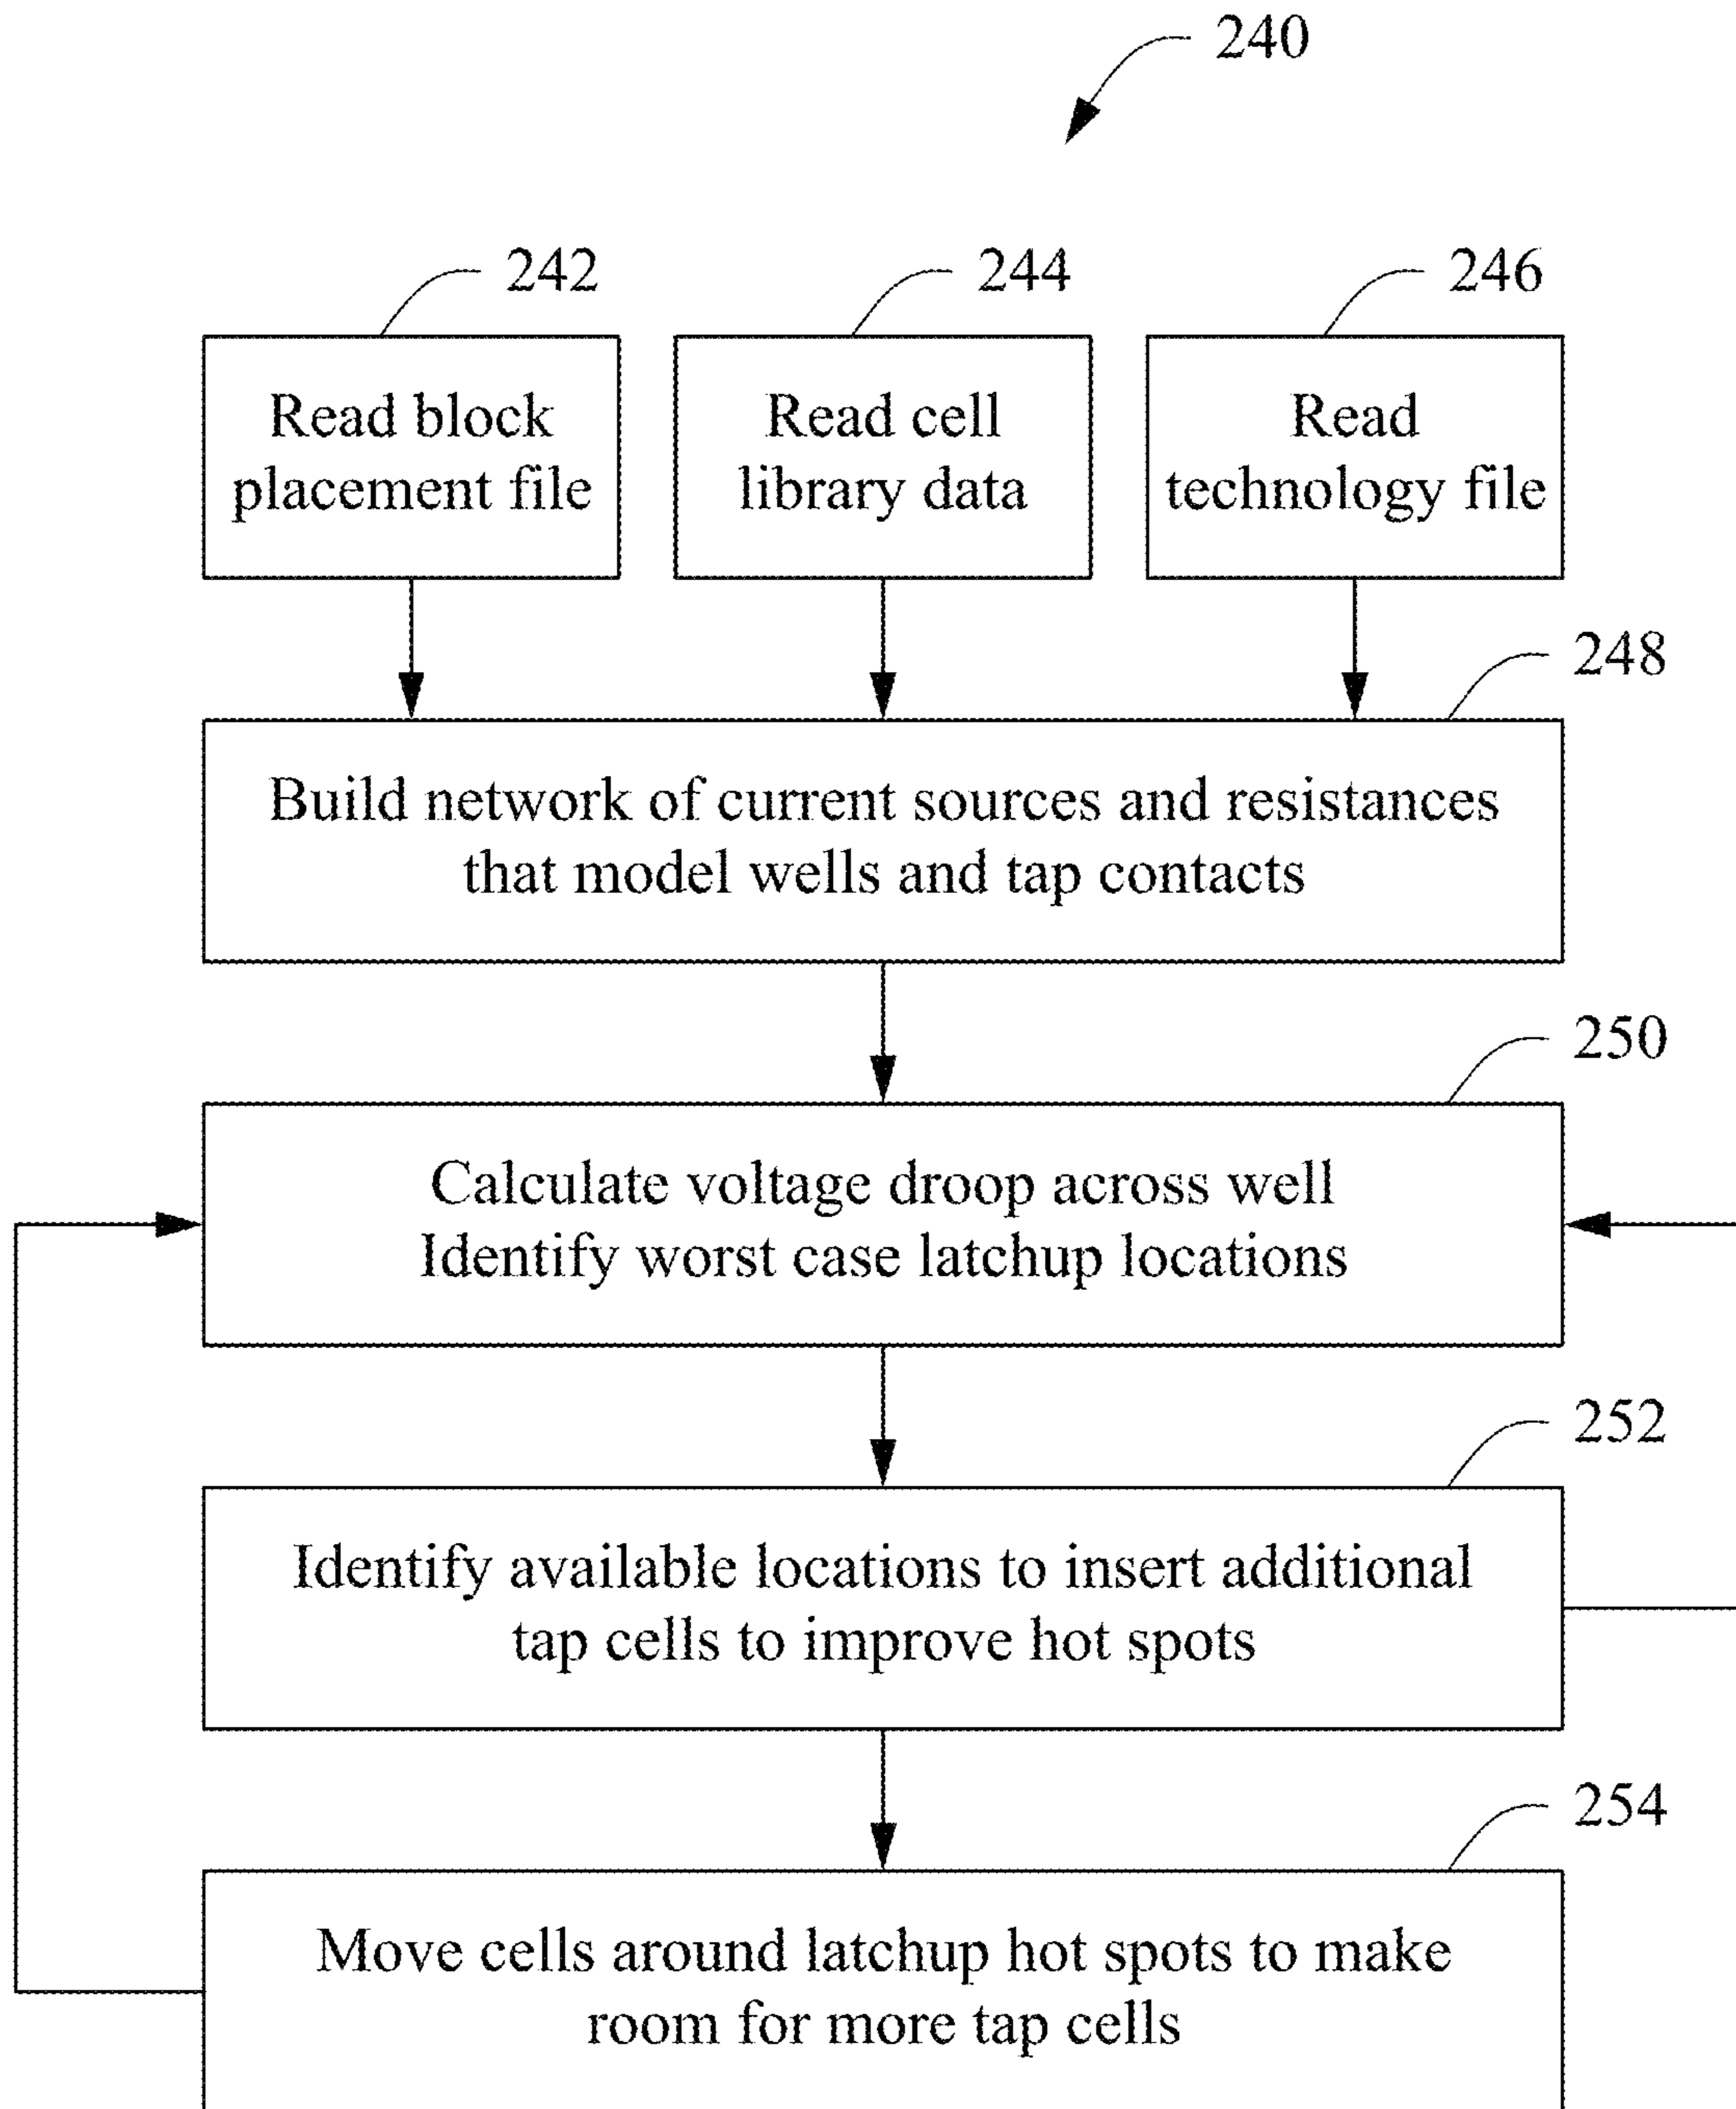 240
242
244
246
Read block
placement file
Read cell
library data
Read
technology file
248
Build network of current sources and resistances
that model wells and tap contacts
250
Calculate voltage droop across well
Identify worst case latchup locations
252
Identify available locations to insert additional
tap cells to improve hot spots
254
Move cells around latchup hot spots to make
room for more tap cells